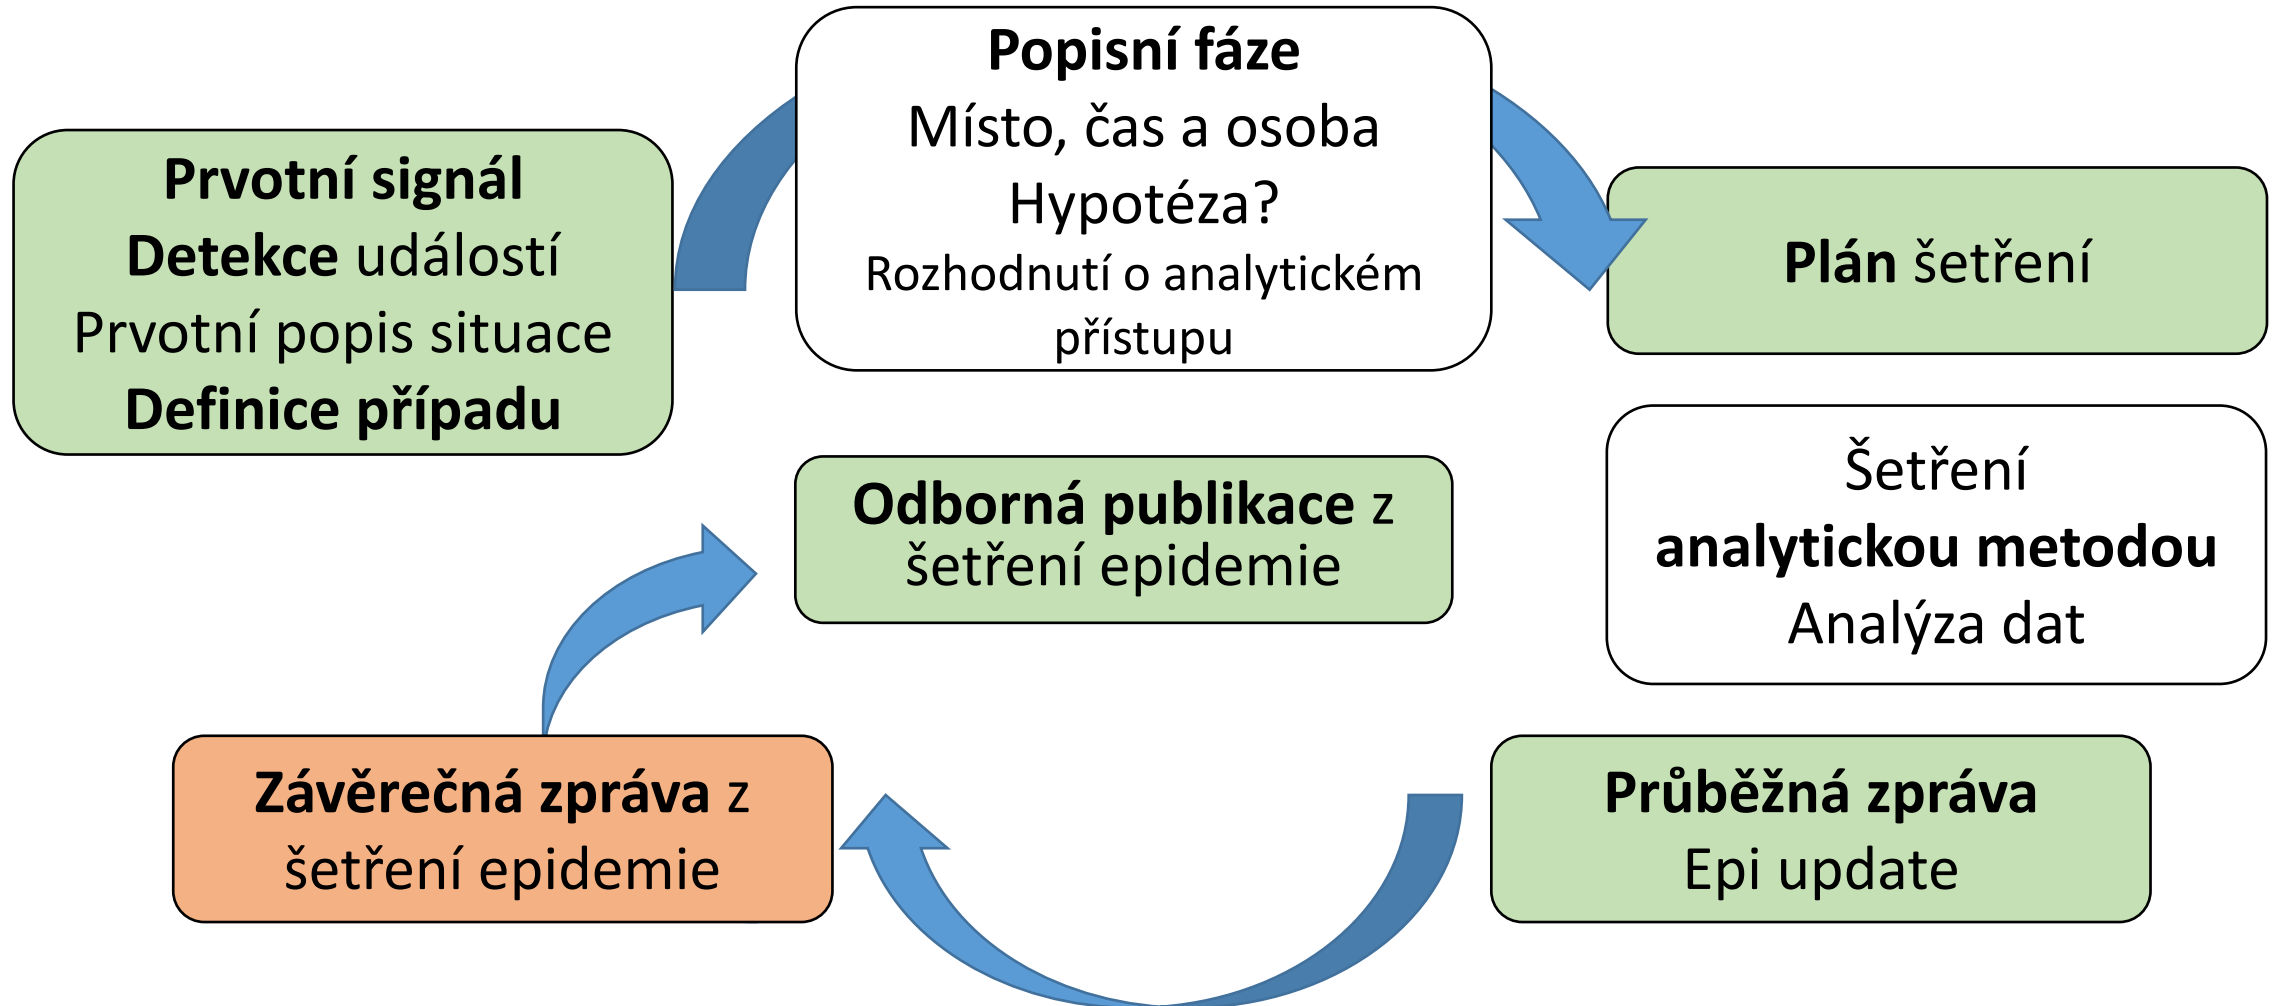 Prvotní signál
Detekce událostí
Prvotní popis situace
Definice případu
Popisní fáze
Místo, čas a osoba
Hypotéza?
Rozhodnutí o analytickém
přístupu
Plán šetření
Šetření
analytickou metodou
Analýza dat
Průběžná zpráva
Epi update
Závěrečná zpráva z
šetření epidemie
Odborná publikace z
šetření epidemie